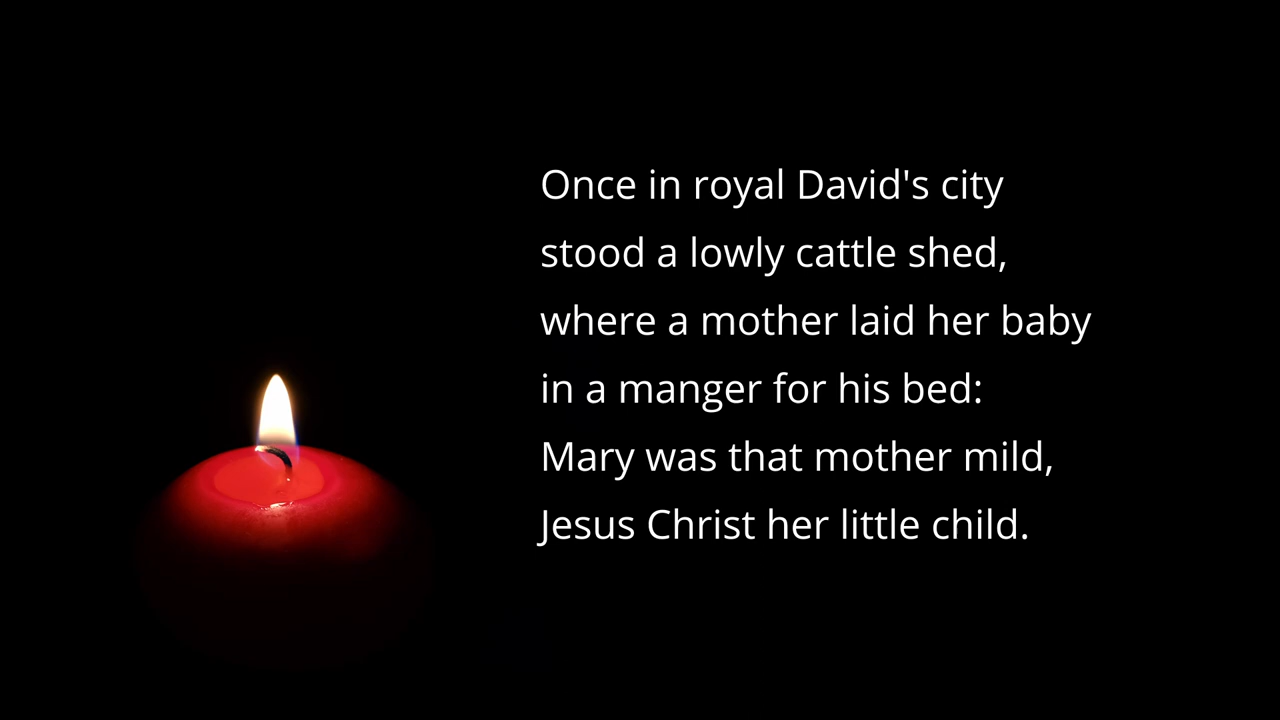 Once in royal David's city
stood a lowly cattle shed,
where a mother laid her baby
in a manger for his bed:
Mary was that mother mild,
Jesus Christ her little child.